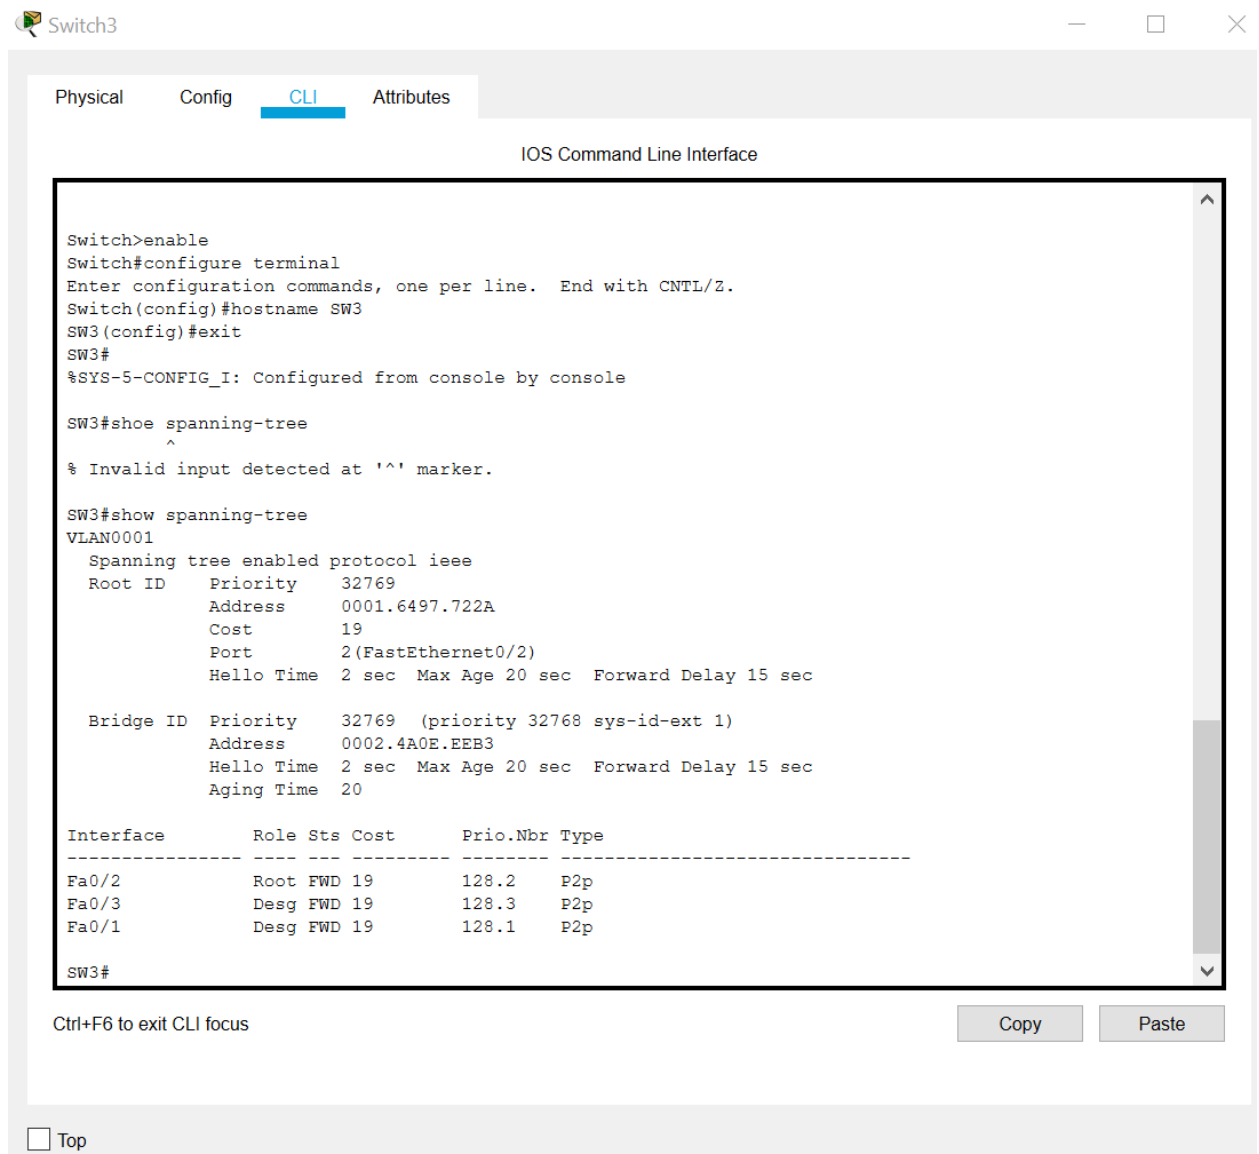 Switch3
Physical Config CLI Attributes
IOS Command Line Interface
Switch>enable
Switch#configure terminal
Enter configuration commands, one per line.  End with CNTL/Z.
Switch(config)#hostname SW3
SW3(config)#exit
SW3#
%SYS-5-CONFIG_I: Configured from console by console
SW3#shoe spanning-tree
         ^
% Invalid input detected at '^' marker.
SW3#show spanning-tree
VLAN0001
  Spanning tree enabled protocol ieee
  Root ID    Priority    32769
             Address     0001.6497.722A
             Cost        19
             Port        2(FastEthernet0/2)
             Hello Time  2 sec  Max Age 20 sec  Forward Delay 15 sec
  Bridge ID  Priority    32769  (priority 32768 sys-id-ext 1)
             Address     0002.4A0E.EEB3
             Hello Time  2 sec  Max Age 20 sec  Forward Delay 15 sec
             Aging Time  20
Interface        Role Sts Cost      Prio.Nbr Type
---------------- ---- --- --------- -------- --------------------------------
Fa0/2            Root FWD 19        128.2    P2p
Fa0/3            Desg FWD 19        128.3    P2p
Fa0/1            Desg FWD 19        128.1    P2p
SW3#
Ctrl+F6 to exit CLI focus
Copy Paste
Top